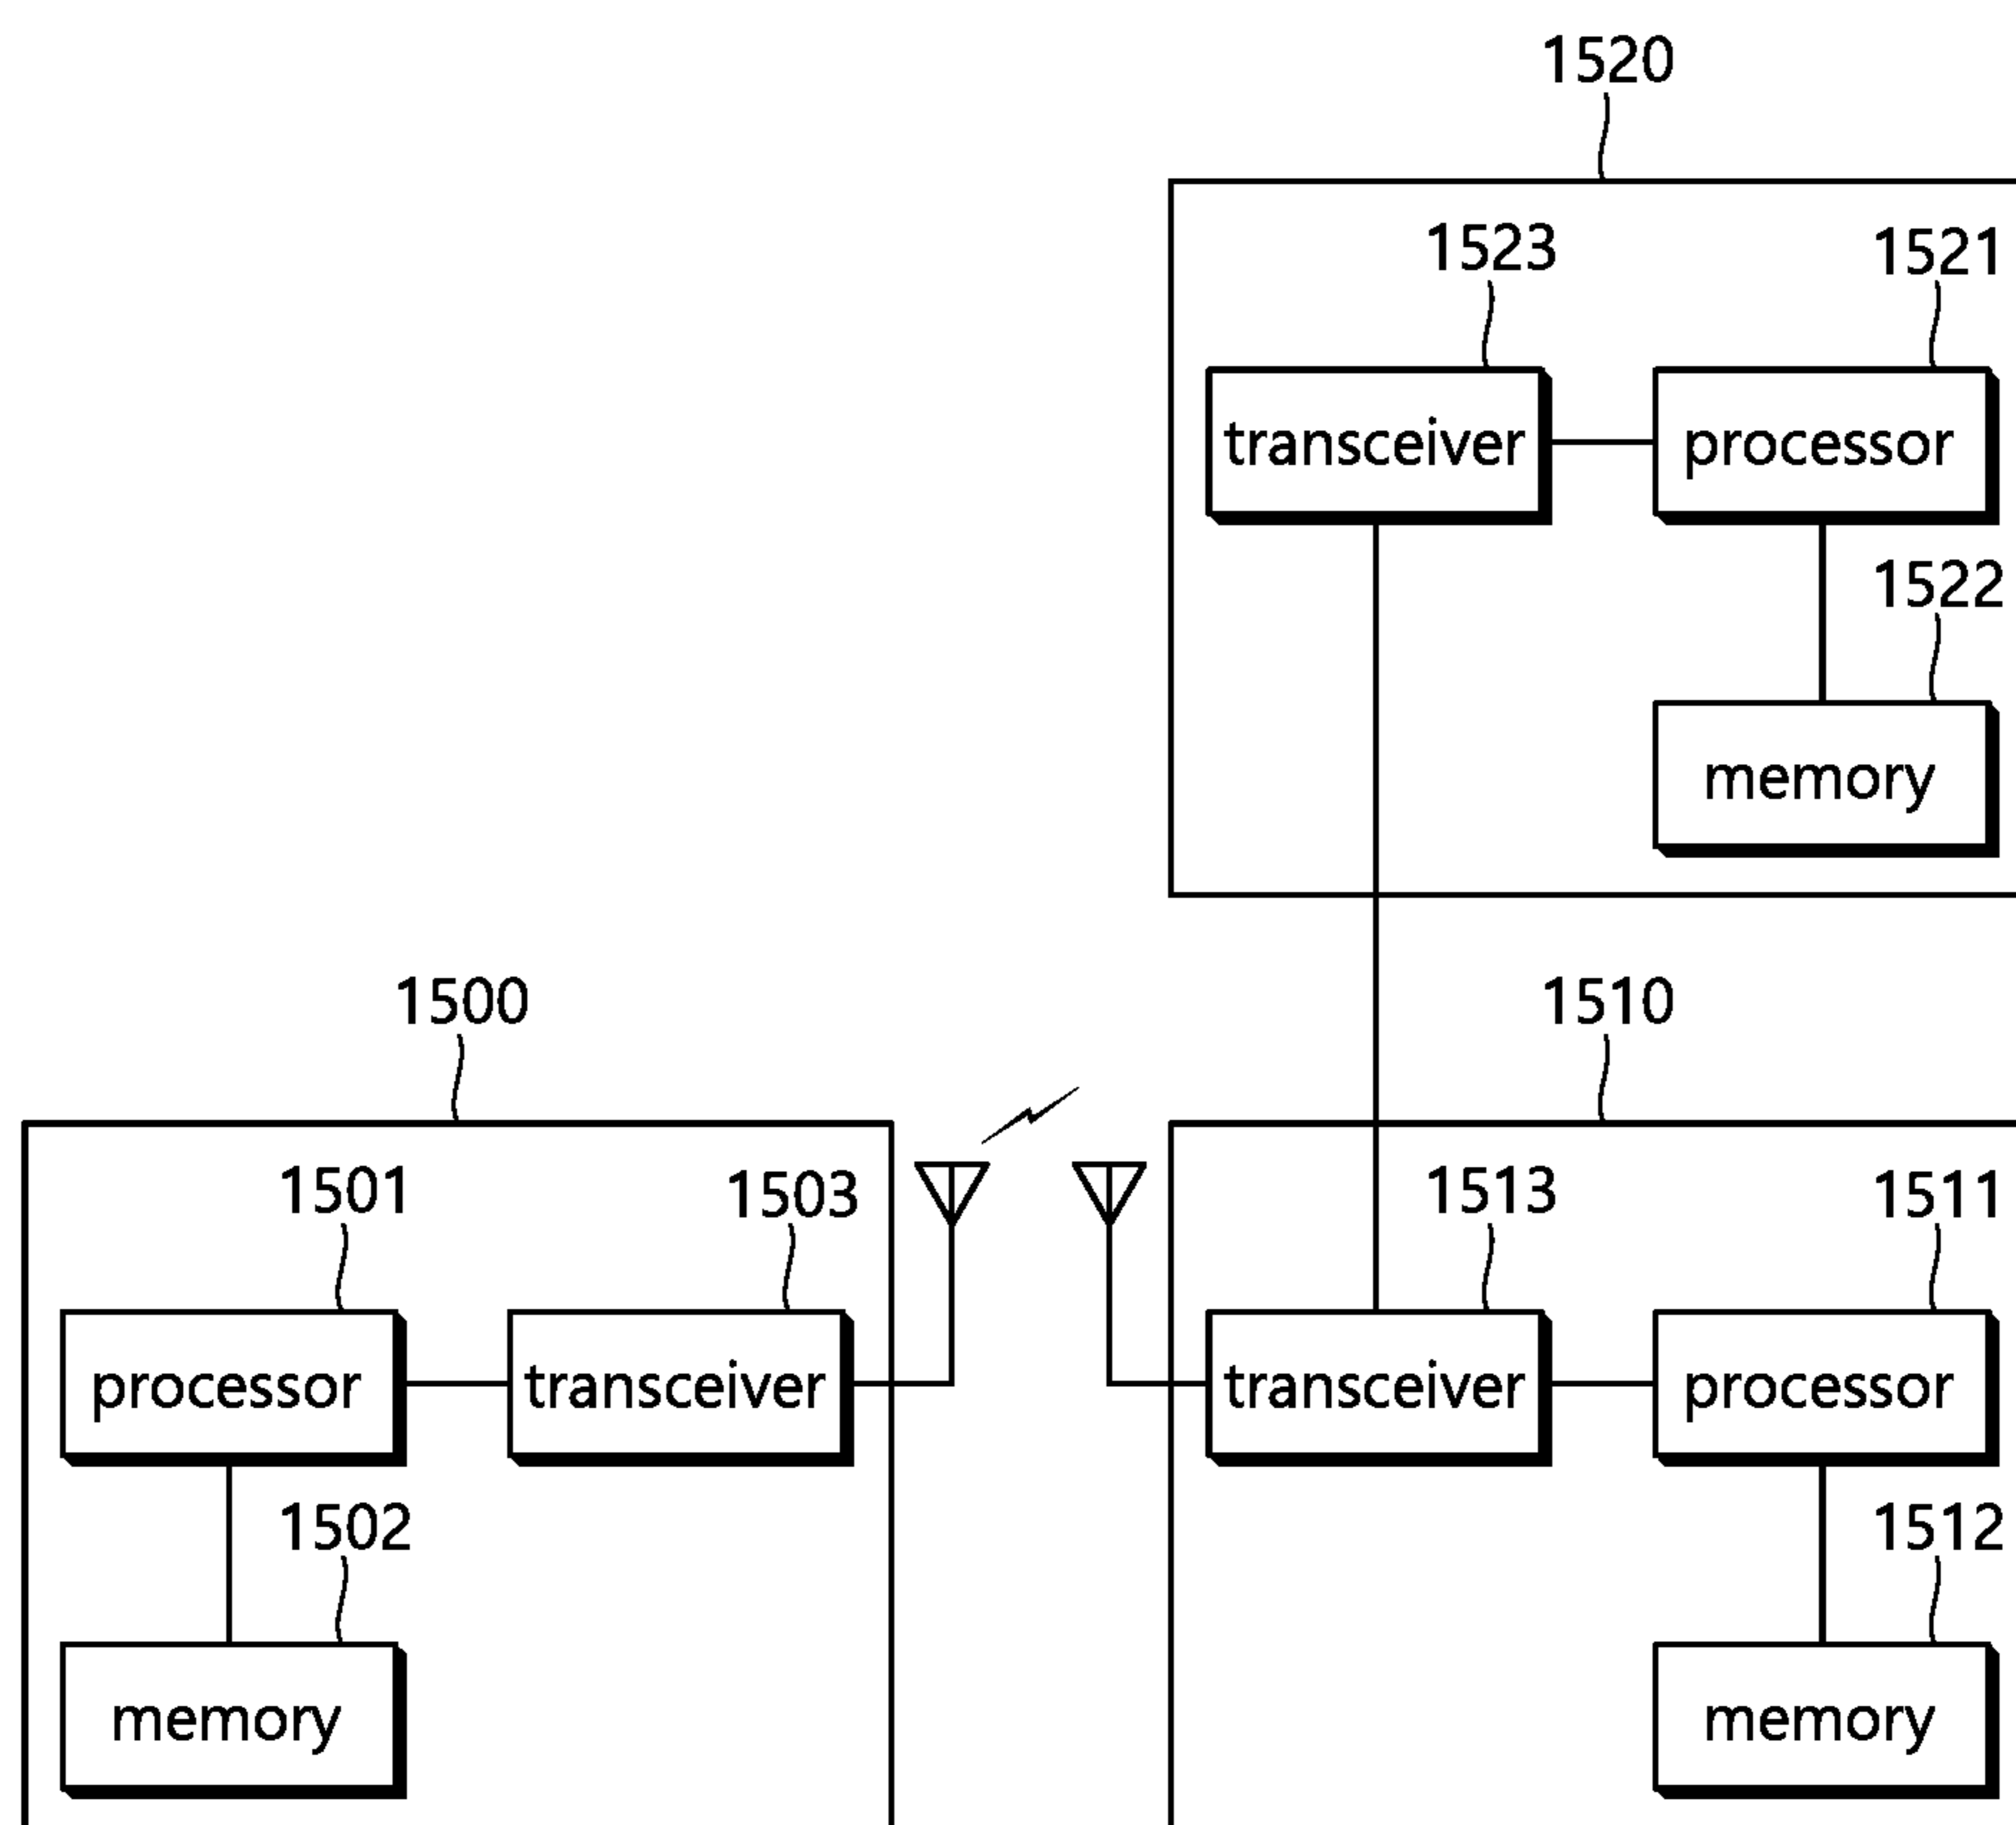 1520
1523
1521
transceiver
processor
1522
memory
1500
1510
1501
1503
1513
1511
processor
transceiver
transceiver
processor
1502
1512
memory
memory